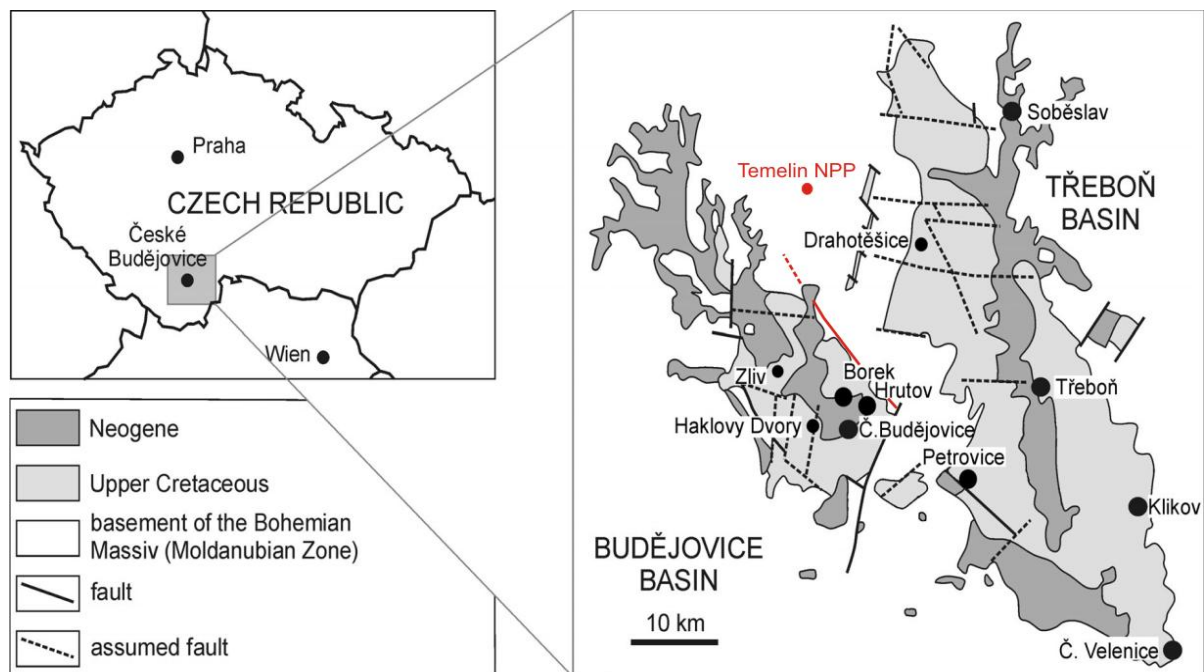 Praha
CZECH REPUBLIC
České
Budějovice
Wien
Neogene
Upper Cretaceous
basement of the Bohemian
Massiv (Moldanubian Zone)
fault
assumed fault
Soběslav
Temelin NPP
TŘEBOŇ
BASIN
Drahotěšice
Zliv
Borek
Hrutov
Třeboň
Haklovy Dvory
Č.Budějovice
Petrovice
Klikov
BUDĚJOVICE
BASIN
10 km
Č. Velenice